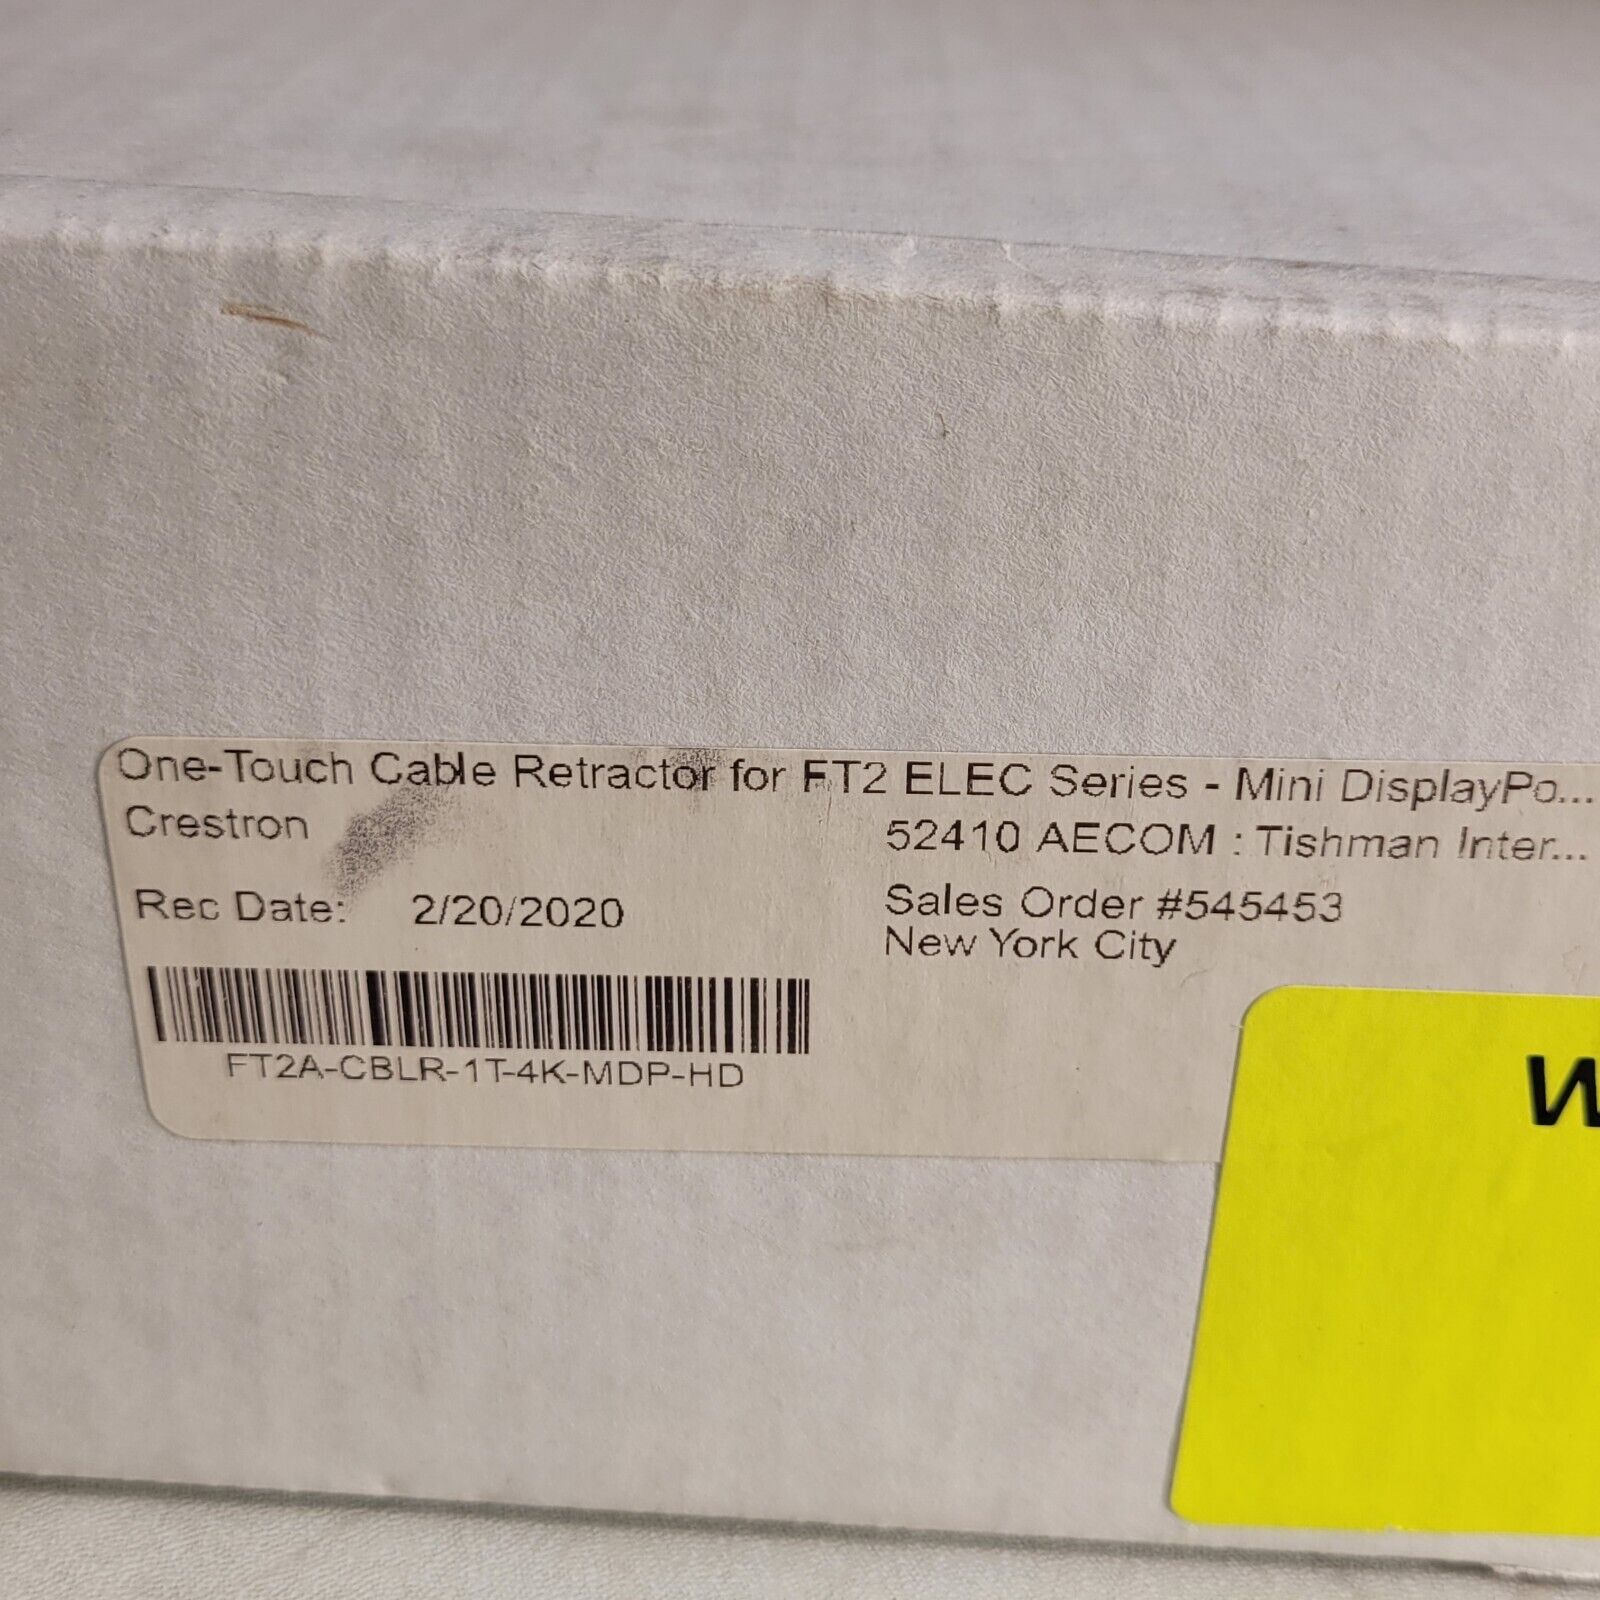 One-Touch Cable Retractor for FT2 ELEC Series - Mini DisplayPo...
Crestron
52410 AECOM : Tishman Inter...
Rec Date: 2/20/2020
Sales Order #545453
New York City
FT2A-CBLR-1T-4K-MDP-HD